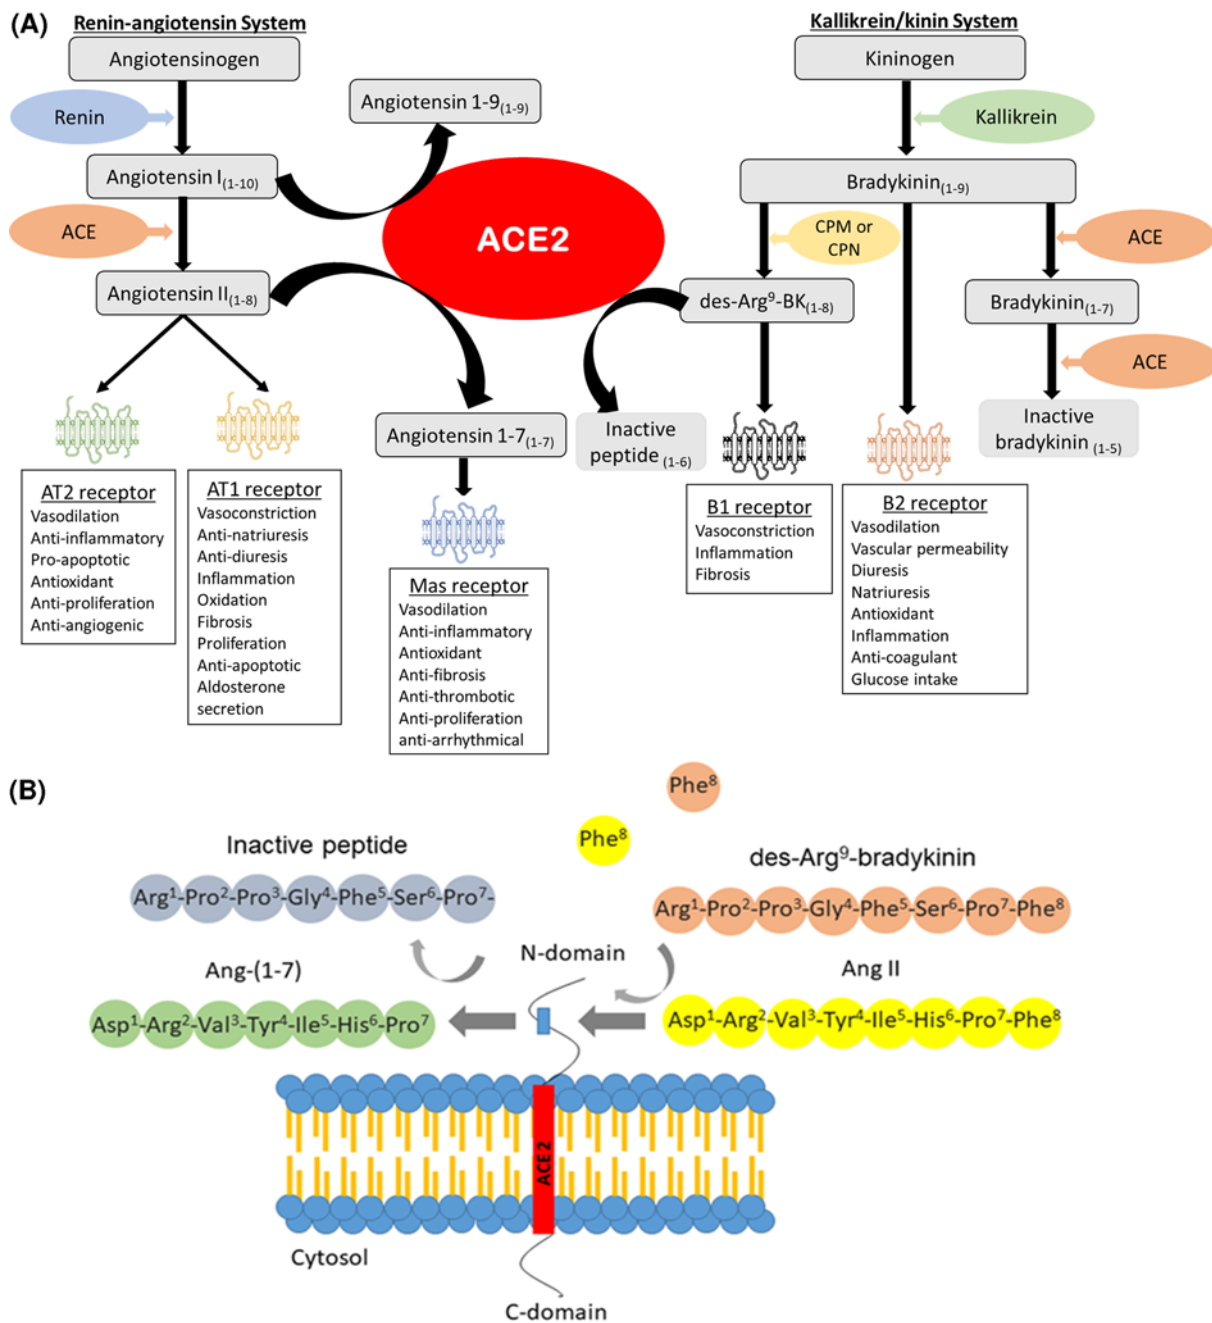 (A)
Renin-angiotensin System
Angiotensinogen
Renin
Angiotensin I(1-10)
ACE
Angiotensin II(1-8)
Angiotensin 1-9(1-9)
ACE2
Angiotensin 1-7(1-7)
AT2 receptor
Vasodilation
Anti-inflammatory
Pro-apoptotic
Antioxidant
Anti-proliferation
Anti-angiogenic
AT1 receptor
Vasoconstriction
Anti-natriuresis
Anti-diuresis
Inflammation
Oxidation
Fibrosis
Proliferation
Anti-apoptotic
Aldosterone
secretion
Mas receptor
Vasodilation
Anti-inflammatory
Antioxidant
Anti-fibrosis
Anti-thrombotic
Anti-proliferation
anti-arrhythmical
Kallikrein/kinin System
Kininogen
Kallikrein
Bradykinin(1-9)
CPM or
CPN
ACE
des-Arg⁹-BK(1-8)
Bradykinin(1-7)
ACE
Inactive
peptide (1-6)
Inactive
bradykinin (1-5)
B1 receptor
Vasoconstriction
Inflammation
Fibrosis
B2 receptor
Vasodilation
Vascular permeability
Diuresis
Natriuresis
Antioxidant
Inflammation
Anti-coagulant
Glucose intake
(B)
Phe⁸
Phe⁸
Inactive peptide
Arg¹-Pro²-Pro³-Gly⁴-Phe⁵-Ser⁶-Pro⁷-
des-Arg⁹-bradykinin
Arg¹-Pro²-Pro³-Gly⁴-Phe⁵-Ser⁶-Pro⁷-Phe⁸
N-domain
Ang-(1-7)
Asp¹-Arg²-Val³-Tyr⁴-Ile⁵-His⁶-Pro⁷
Ang II
Asp¹-Arg²-Val³-Tyr⁴-Ile⁵-His⁶-Pro⁷-Phe⁸
ACE 2
Cytosol
C-domain